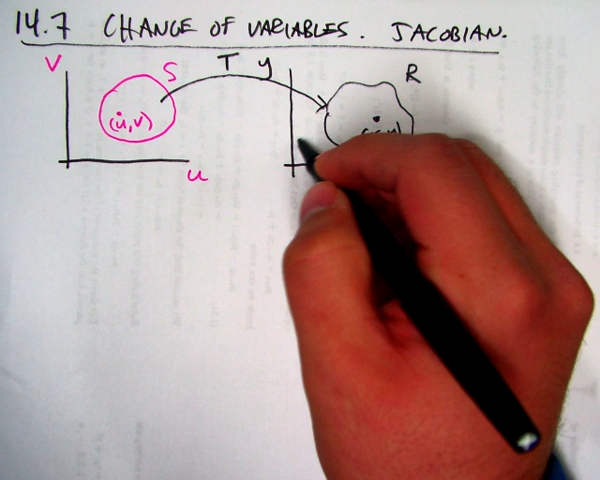 14.7 CHANGE OF VARIABLES. JACOBIAN.
V S T y R
(u,v)
u